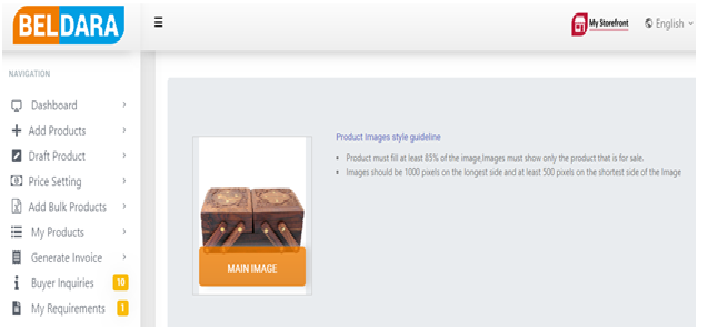 BELDARA
My Storefront
English
NAVIGATION
Dashboard
Add Products
Draft Product
Price Setting
Add Bulk Products
My Products
Generate Invoice
Buyer Inquiries 10
My Requirements 1
Product Images style guideline
Product must fill at least 85% of the image,Images must show only the product that is for sale.
Images should be 1000 pixels on the longest side and at least 500 pixels on the shortest side of the Image
MAIN IMAGE